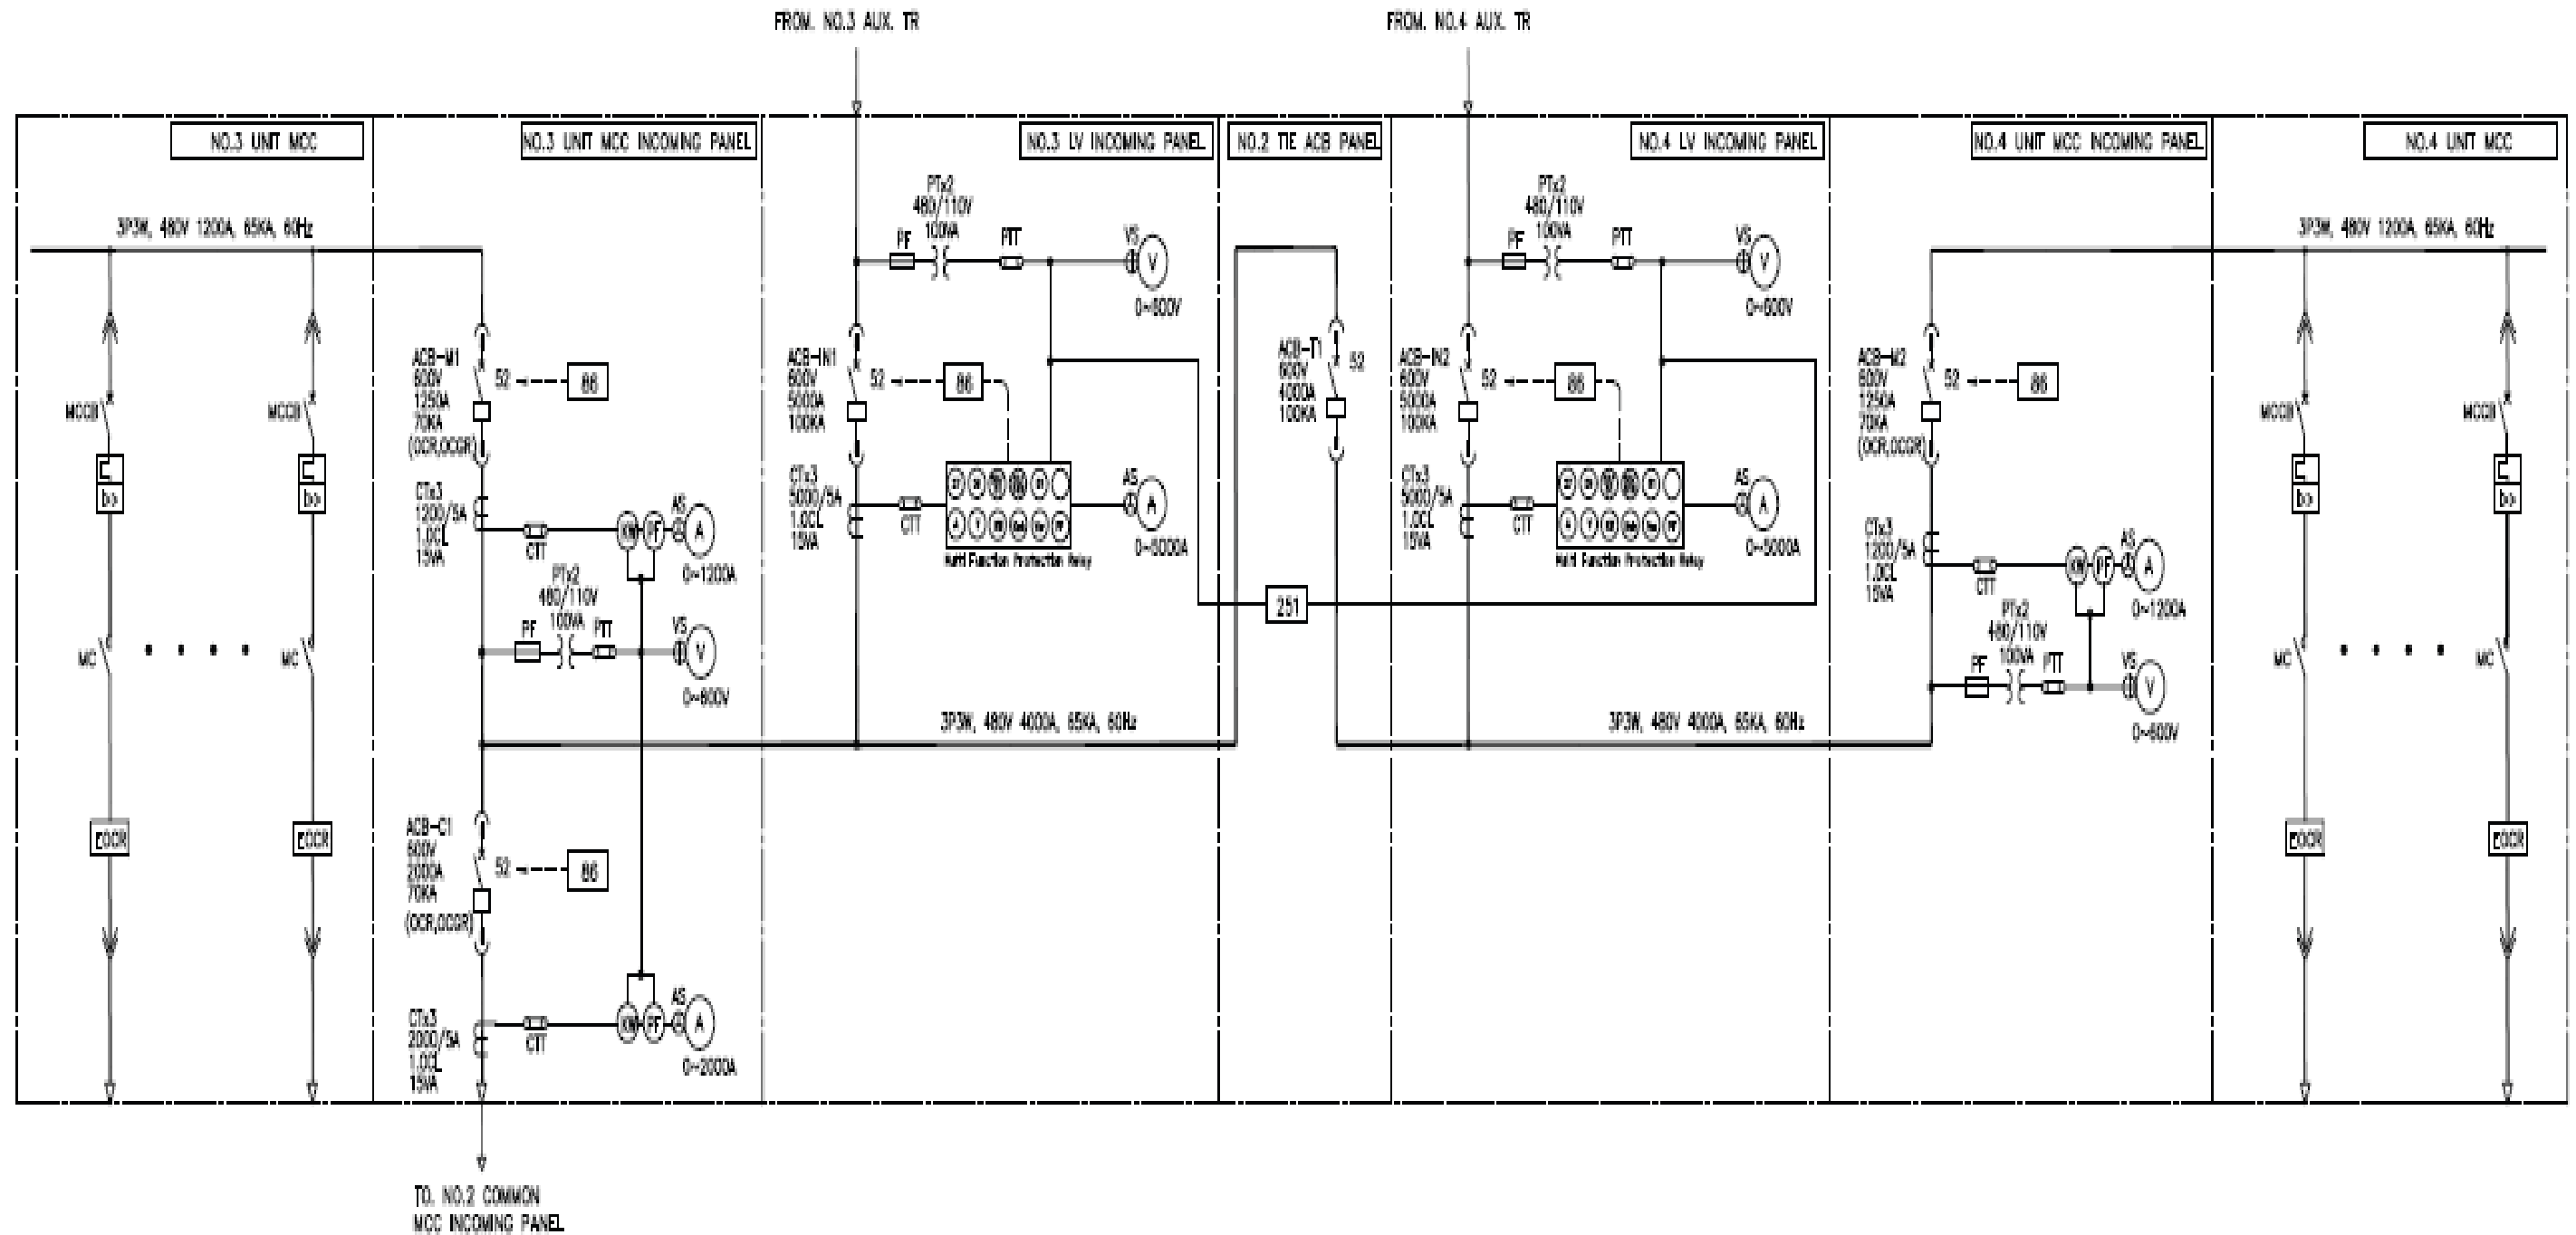 FROM. NO.3 AUX. TR
FROM. NO.4 AUX. TR
NO.3 UNIT MCC
NO.3 UNIT MCC INCOMING PANEL
NO.3 LV INCOMING PANEL
NO.2 TIE ACB PANEL
NO.4 LV INCOMING PANEL
NO.4 UNIT MCC INCOMING PANEL
NO.4 UNIT MCC
3P3W, 480V 1200A, 65KA, 60Hz
MCCB
MCCB
b>
b>
MC
MC
EOCR
EOCR
ACB-M1
600V
1250A
70KA
(OCR,OCGR)
52
86
CTx3
1200/5A
1.0CL
15VA
CTT
KW
PF
AS
A
0~1200A
PTx2
480/110V
100VA
PF
PTT
VS
V
0~600V
ACB-C1
600V
2000A
70KA
(OCR,OCGR)
52
86
CTx3
2000/5A
1.0CL
15VA
CTT
KW
PF
AS
A
0~2000A
TO. NO.2 COMMON
MCC INCOMING PANEL
PTx2
480/110V
100VA
PF
PTT
VS
V
0~600V
ACB-IN1
600V
5000A
100KA
52
86
CTx3
5000/5A
1.0CL
15VA
CTT
Multi Function Protection Relay
AS
A
0~5000A
3P3W, 480V 4000A, 65KA, 60Hz
ACB-T1
600V
4000A
100KA
52
251
PTx2
480/110V
100VA
PF
PTT
VS
V
0~600V
ACB-IN2
600V
5000A
100KA
52
86
CTx3
5000/5A
1.0CL
15VA
CTT
Multi Function Protection Relay
AS
A
0~5000A
3P3W, 480V 4000A, 65KA, 60Hz
ACB-M2
600V
1250A
70KA
(OCR,OCGR)
52
86
CTx3
1200/5A
1.0CL
15VA
CTT
KW
PF
AS
A
0~1200A
PTx2
480/110V
100VA
PF
PTT
VS
V
0~600V
3P3W, 480V 1200A, 65KA, 60Hz
MCCB
MCCB
b>
b>
MC
MC
EOCR
EOCR